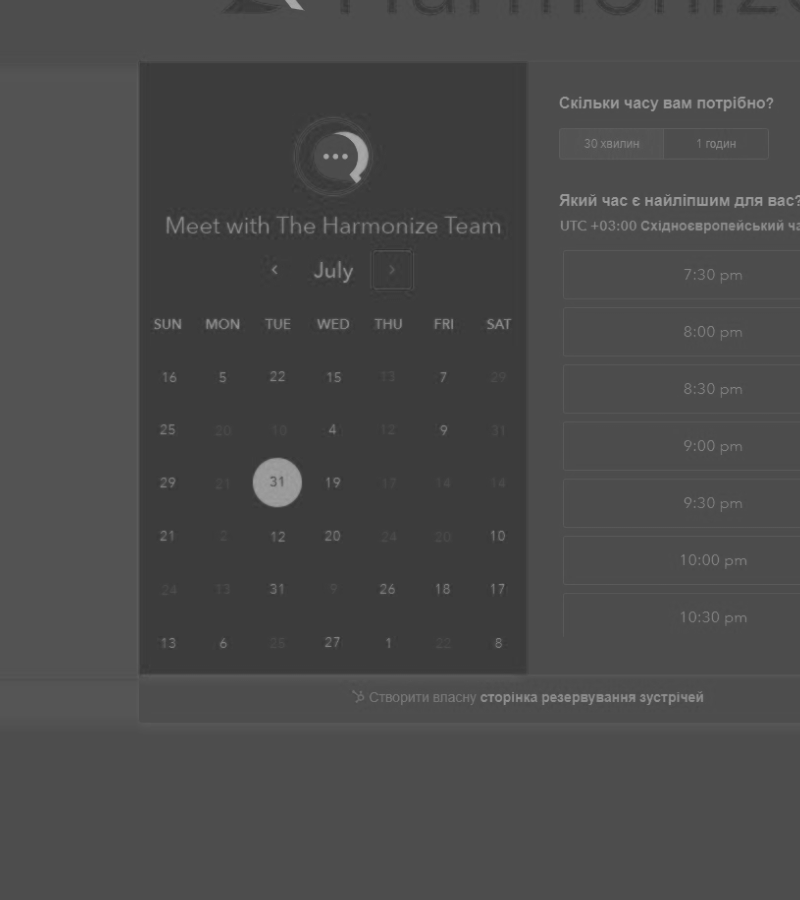 Harmonize
Meet with The Harmonize Team
July
SUN MON TUE WED THU FRI SAT
16 5 22 15 13 7 29
25 20 10 4 12 9 31
29 21 31 19 17 14 14
21 2 12 20 24 20 10
24 13 31 9 26 18 17
13 6 25 27 1 22 8
Скільки часу вам потрібно?
30 хвилин 1 годин
Який час є найліпшим для вас?
UTC +03:00 Східноєвропейський
7:30 pm
8:00 pm
8:30 pm
9:00 pm
9:30 pm
10:00 pm
10:30 pm
Створити власну сторінка резервування зустрічей